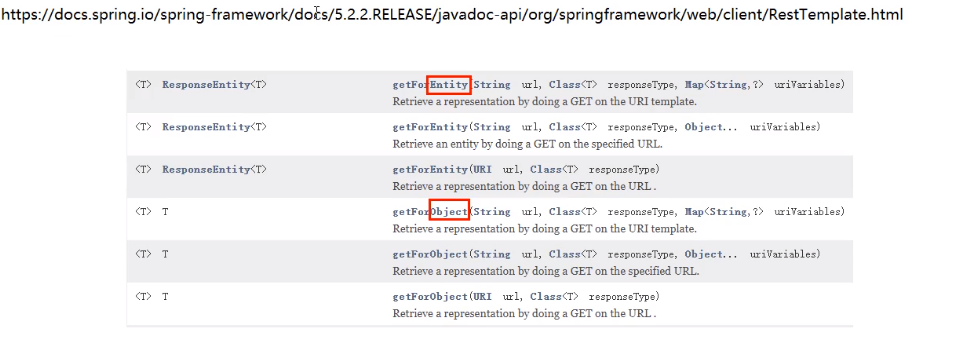 https://docs.spring.io/spring-framework/docs/5.2.2.RELEASE/javadoc-api/org/springframework/web/client/RestTemplate.html
<T> ResponseEntity<T> getForEntity(String url, Class<T> responseType, Map<String,?> uriVariables)
Retrieve a representation by doing a GET on the URI template.
<T> ResponseEntity<T> getForEntity(String url, Class<T> responseType, Object... uriVariables)
Retrieve an entity by doing a GET on the specified URL.
<T> ResponseEntity<T> getForEntity(URI url, Class<T> responseType)
Retrieve a representation by doing a GET on the URL .
<T> T getForObject(String url, Class<T> responseType, Map<String,?> uriVariables)
Retrieve a representation by doing a GET on the URI template.
<T> T getForObject(String url, Class<T> responseType, Object... uriVariables)
Retrieve a representation by doing a GET on the specified URL.
<T> T getForObject(URI url, Class<T> responseType)
Retrieve a representation by doing a GET on the URL .